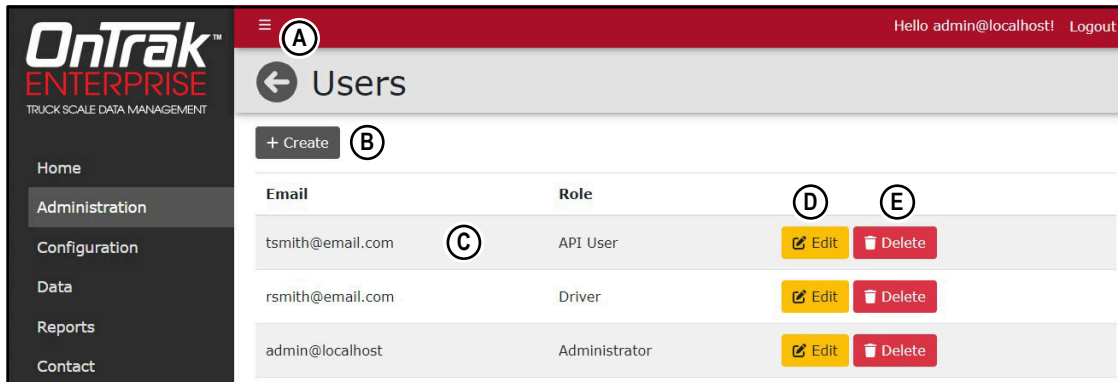 OnTrak™
ENTERPRISE
TRUCK SCALE DATA MANAGEMENT
Home
Administration
Configuration
Data
Reports
Contact
A
Hello admin@localhost! Logout
Users
+ Create B
Email Role D E
tsmith@email.com C API User Edit Delete
rsmith@email.com Driver Edit Delete
admin@localhost Administrator Edit Delete